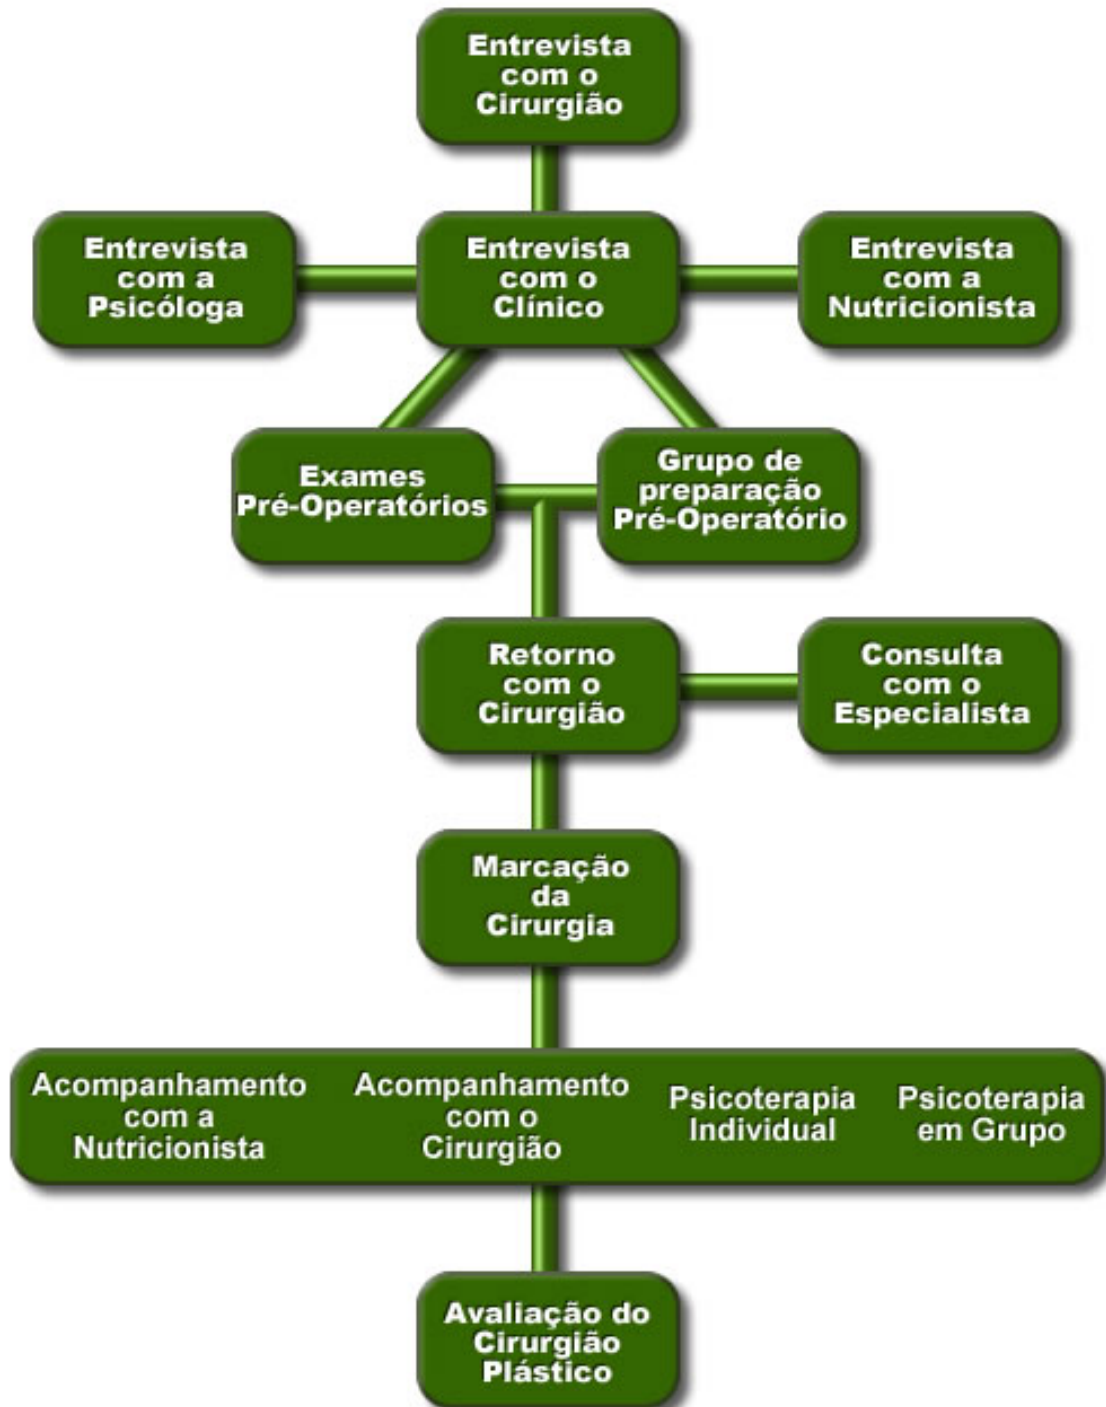 Entrevista
com o
Cirurgião
Entrevista
com a
Psicóloga
Entrevista
com o
Clínico
Entrevista
com a
Nutricionista
Exames
Pré-Operatórios
Grupo de
preparação
Pré-Operatório
Retorno
com o
Cirurgião
Consulta
com o
Especialista
Marcação
da
Cirurgia
Acompanhamento
com a
Nutricionista
Acompanhamento
com o
Cirurgião
Psicoterapia
Individual
Psicoterapia
em Grupo
Avaliação do
Cirurgião
Plástico